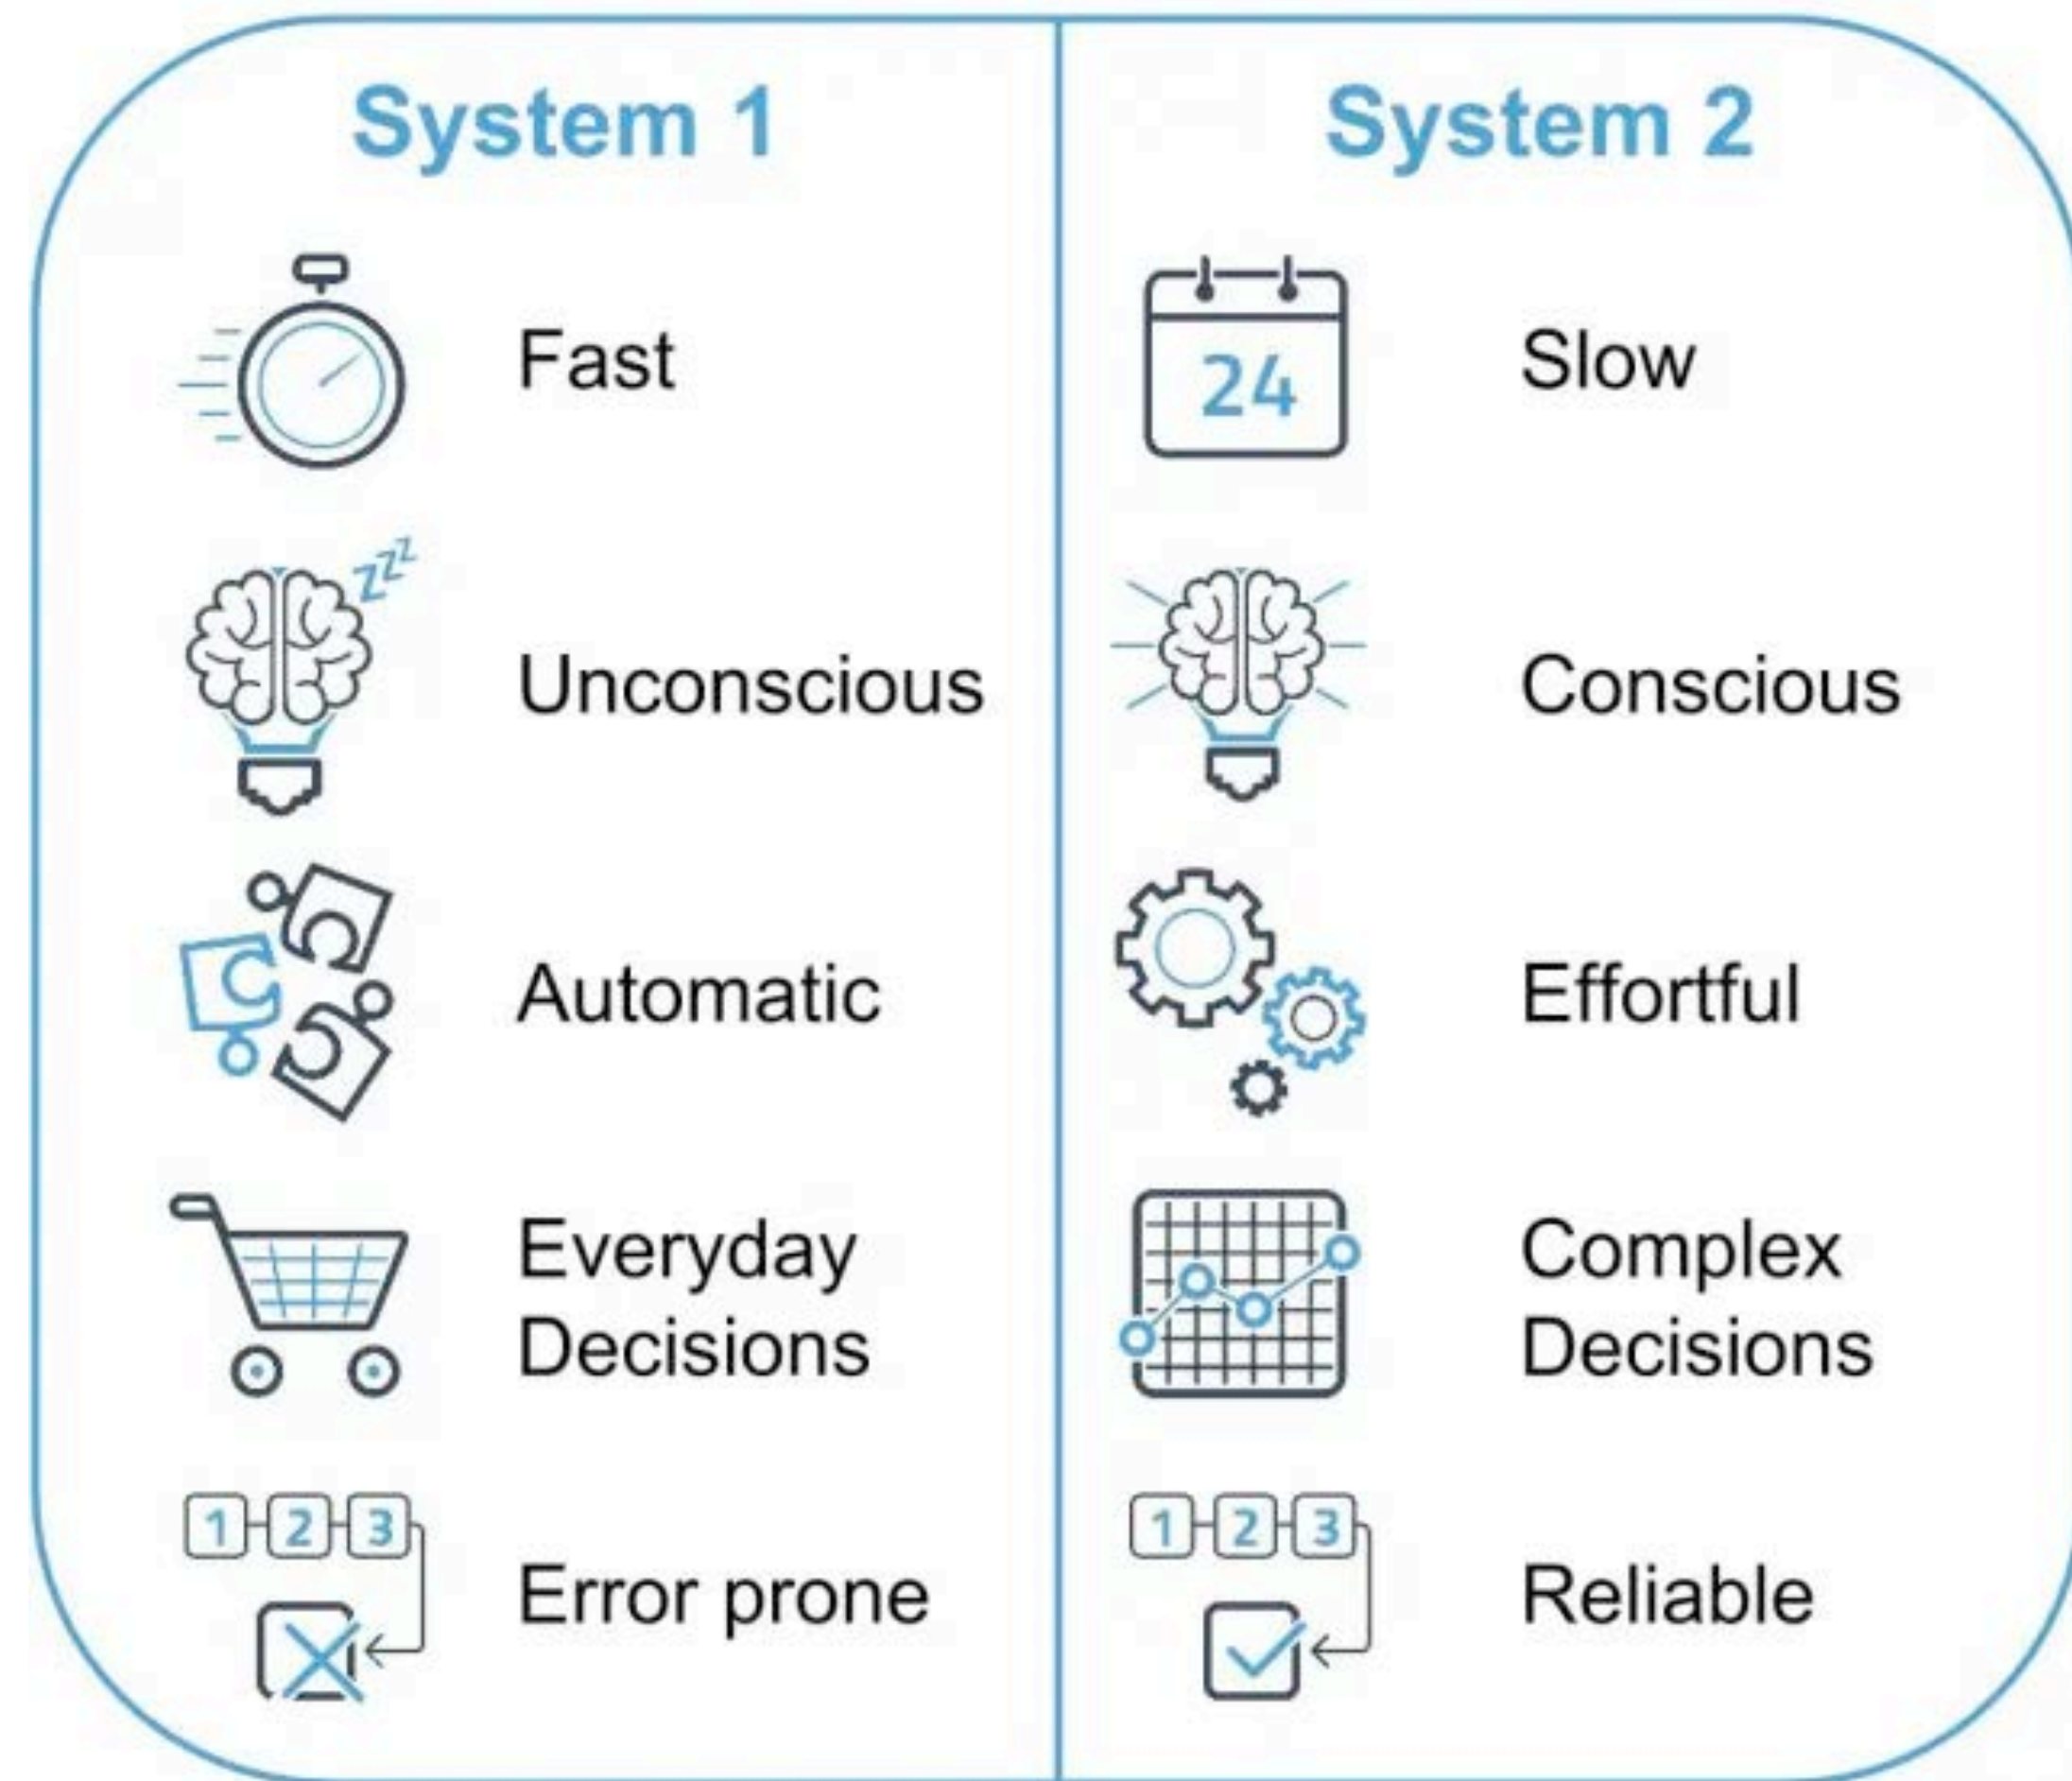 System 1
Fast
zzz
Unconscious
Automatic
Everyday
Decisions
1 2 3
Error prone
System 2
24
Slow
Conscious
Effortful
Complex
Decisions
1 2 3
Reliable